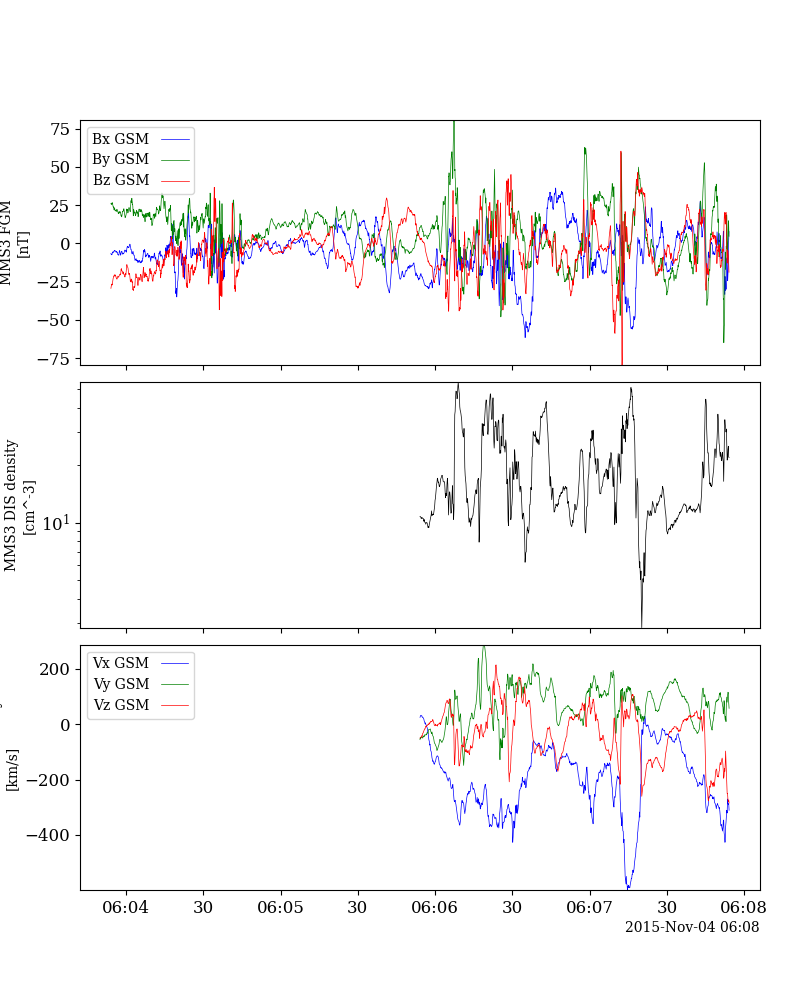 75
50
25
0
−25
−50
−75
MMS3 FGM
[nT]
Bx GSM
By GSM
Bz GSM
10^1
MMS3 DIS density
[cm^-3]
200
0
−200
−400
[km/s]
Vx GSM
Vy GSM
Vz GSM
06:04
30
06:05
30
06:06
30
06:07
30
06:08
2015-Nov-04 06:08